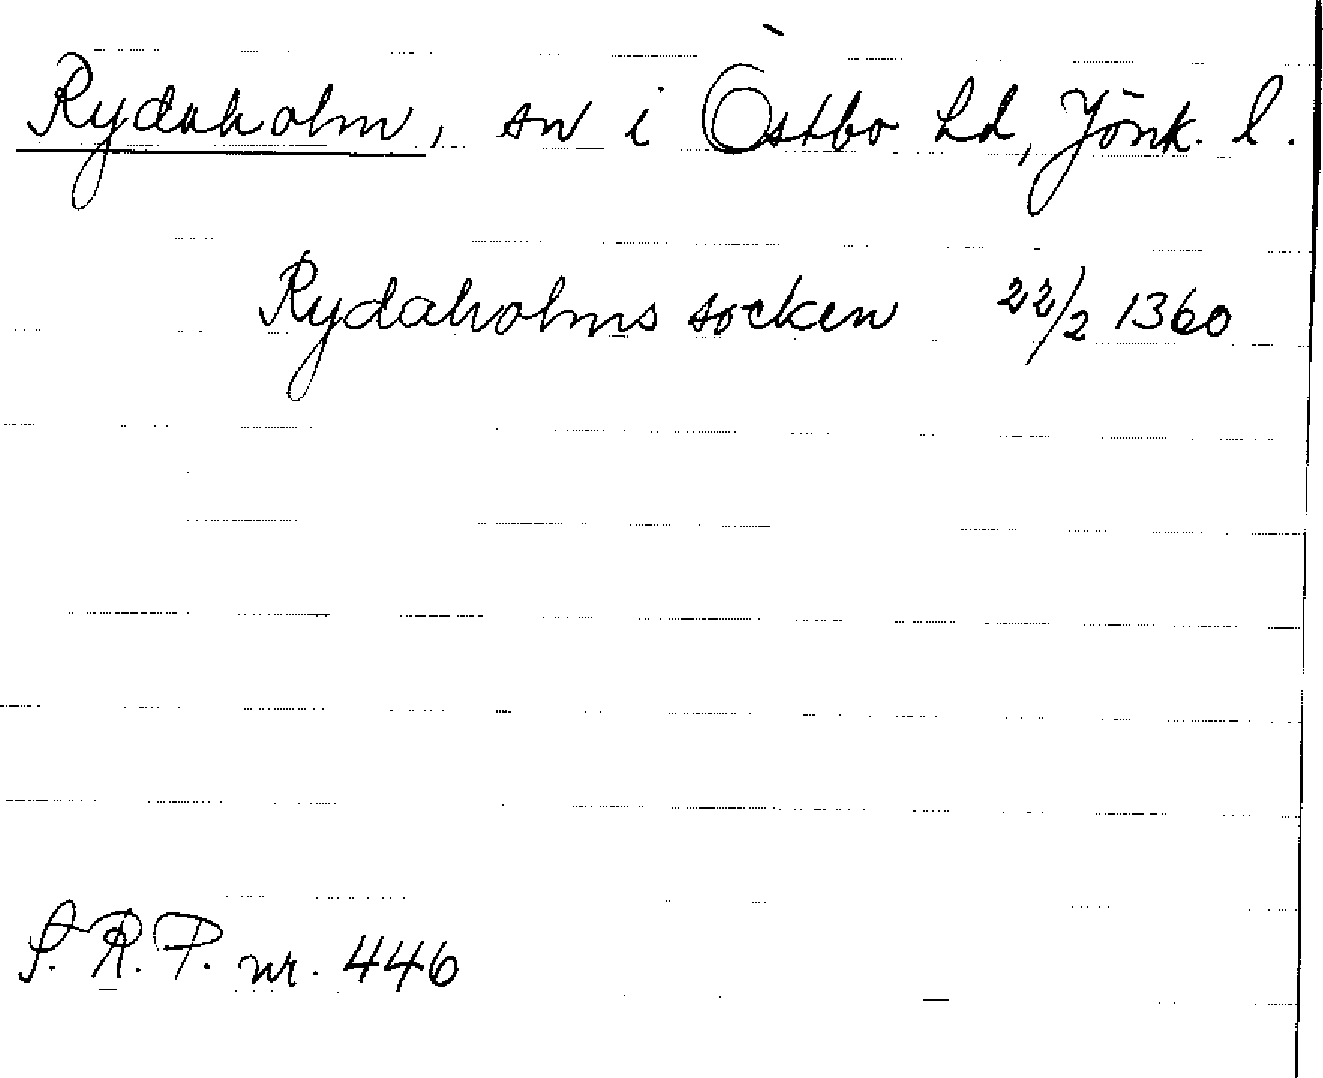 Rydaholm, sn i Östbo hd, Jönk. l.
Rydaholms socken 22/2 1360
S.R.P. nr. 446